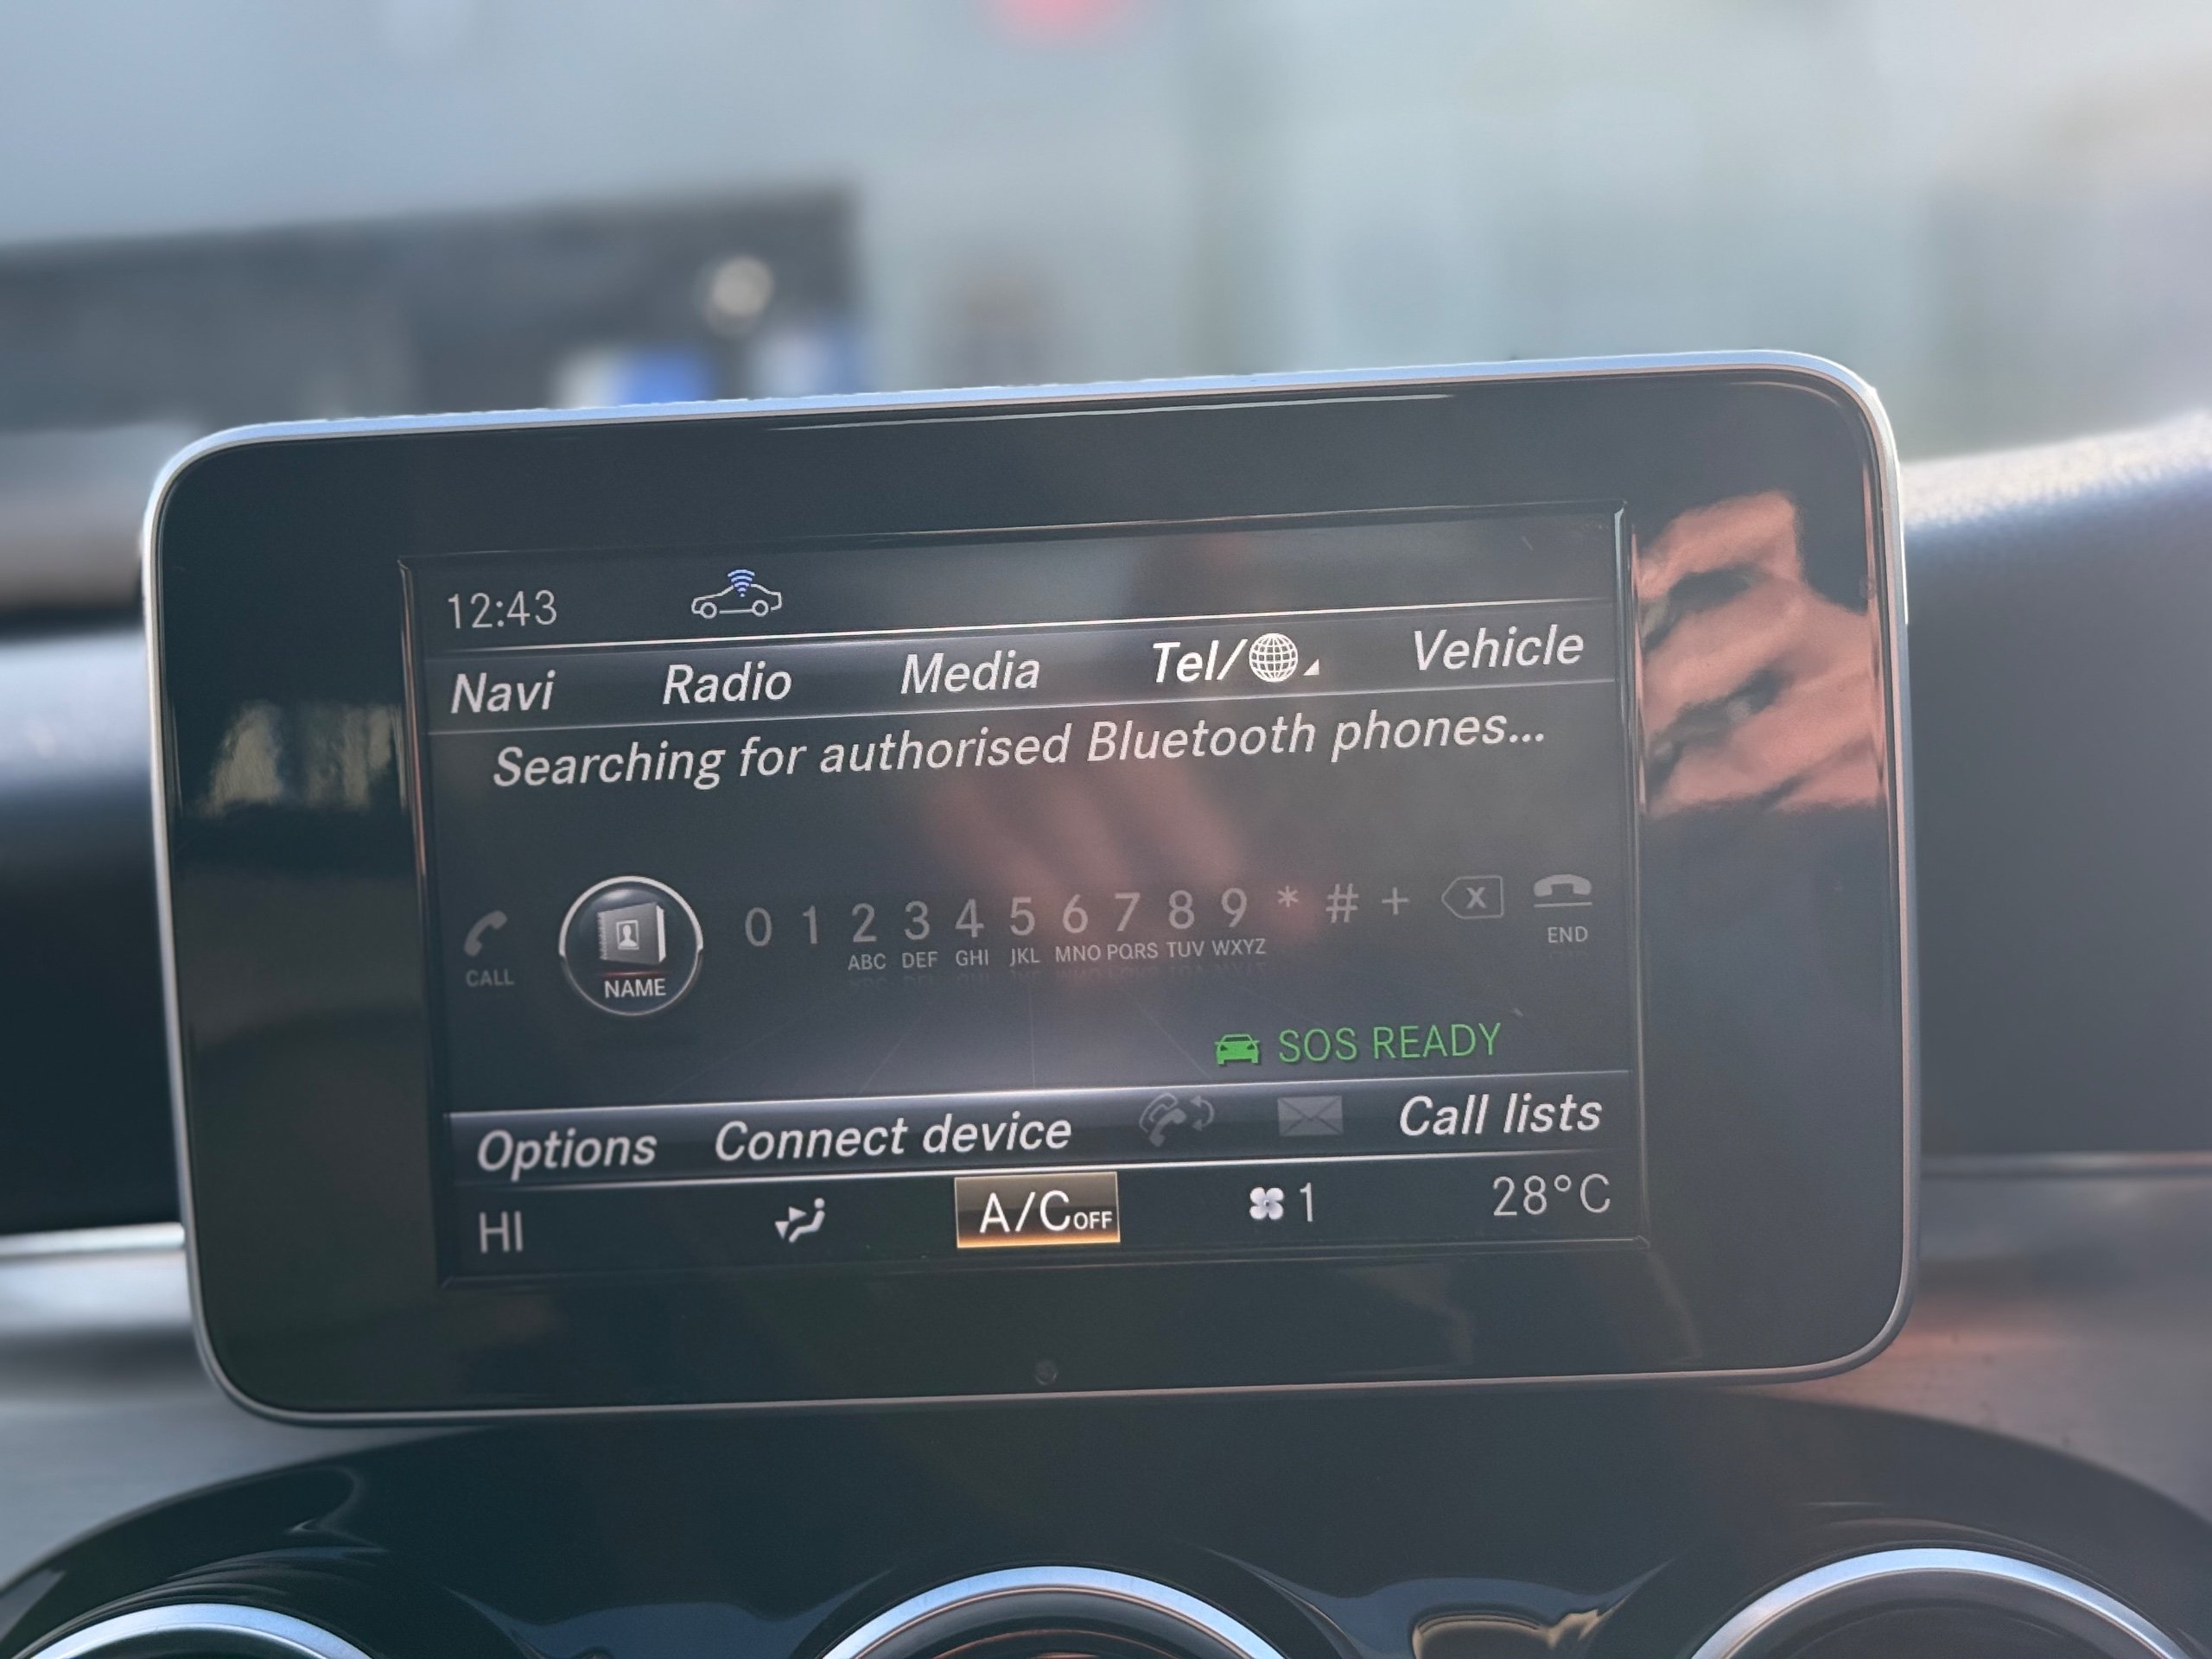 12:43
Navi Radio Media Tel/ Vehicle
Searching for authorised Bluetooth phones...
0 1 2 3 4 5 6 7 8 9 * # + X
ABC DEF GHI JKL MNO PQRS TUV WXYZ
CALL NAME END
SOS READY
Options Connect device Call lists
HI A/C OFF 1 28°C